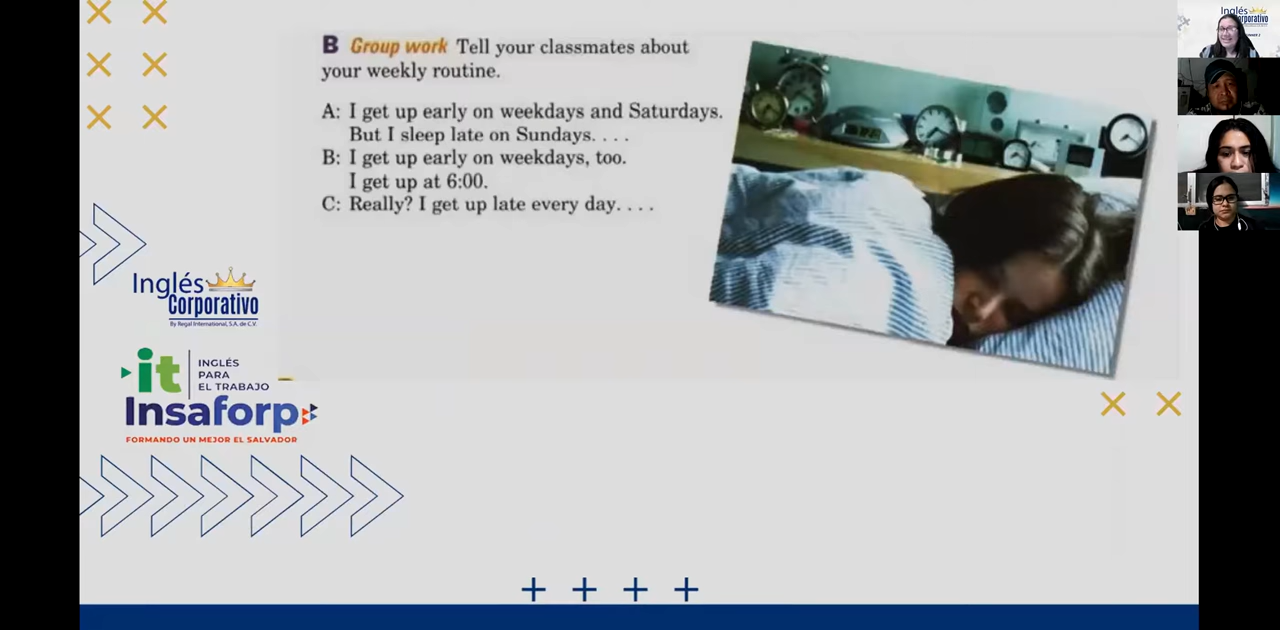 B Group work Tell your classmates about
your weekly routine.
A: I get up early on weekdays and Saturdays.
But I sleep late on Sundays. . . .
B: I get up early on weekdays, too.
I get up at 6:00.
C: Really? I get up late every day. . . .
Inglés
Corporativo
By Regal International, S.A. de C.V.
it
INGLÉS
PARA
EL TRABAJO
Insaforp
FORMANDO UN MEJOR EL SALVADOR
Inglés